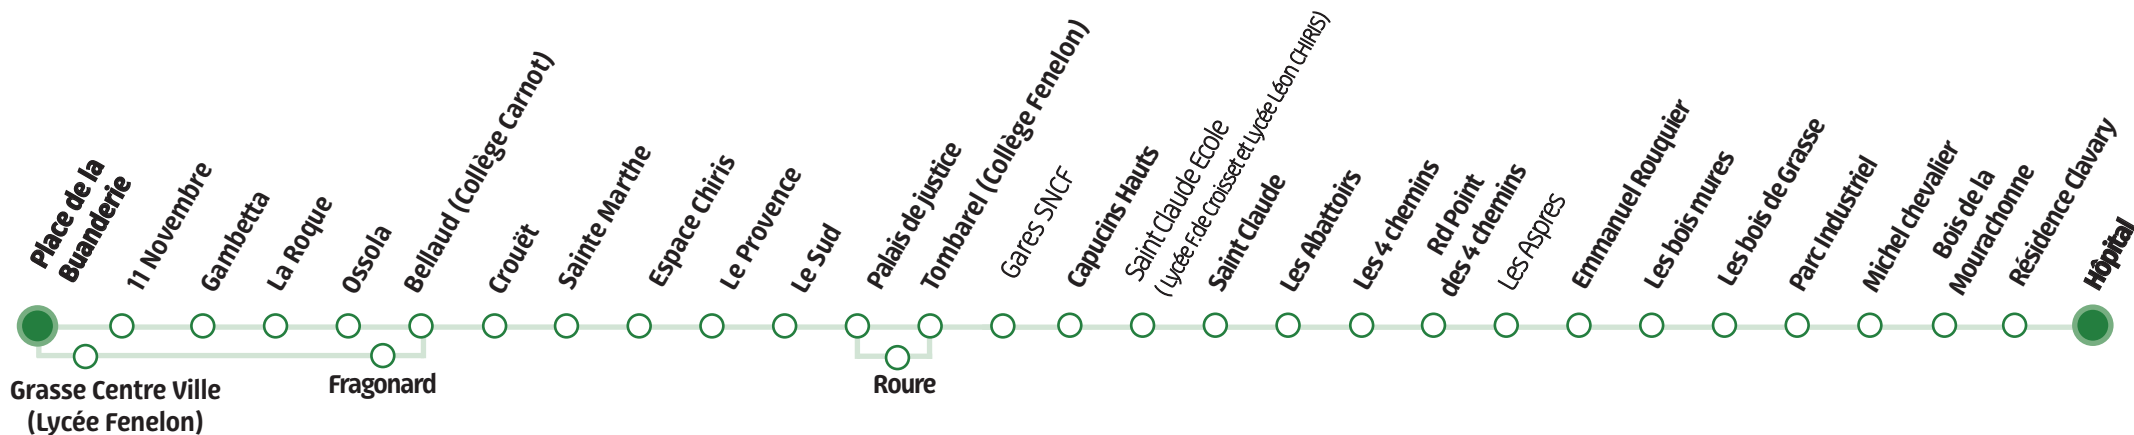 Place de la
Buanderie
11 Novembre
Gambetta
La Roque
Ossola
Bellaud (Collège Carnot)
Crouët
Sainte Marthe
Espace Chiris
Le Provence
Le Sud
Palais de justice
Tombarel (Collège Fenelon)
Gares SNCF
Capucins Hauts
Saint Claude Ecole
(Lycée F.de Croisset et Lycée Léon CHIRIS)
Saint Claude
Les Abattoirs
Les 4 chemins
Rd Point
des 4 chemins
Les Aspres
Emmanuel Rouquier
Les bois mures
Les bois de Grasse
Parc Industriel
Michel chevalier
Bois de la
Mourachonne
Résidence Clavary
Hôpital
Grasse Centre Ville
(Lycée Fenelon)
Fragonard
Roure